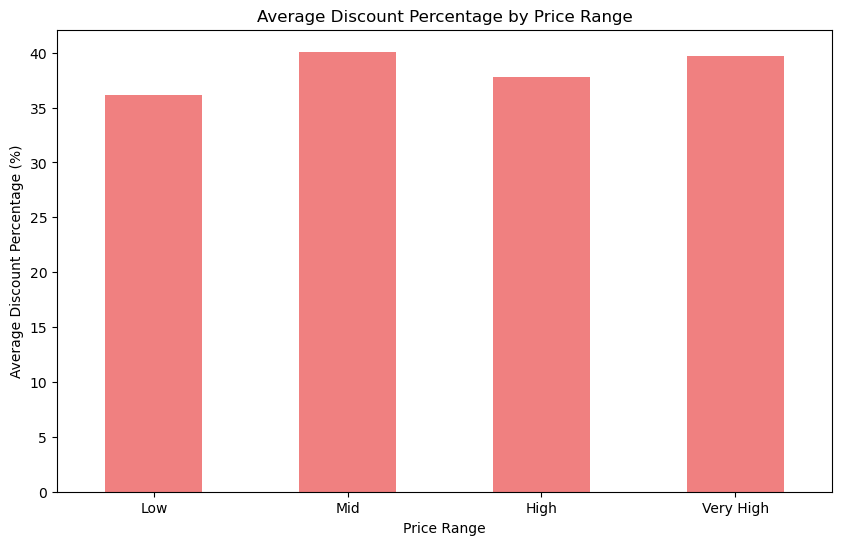 Average Discount Percentage by Price Range
Average Discount Percentage (%)
40
35
30
25
20
15
10
5
0
Low Mid High Very High
Price Range